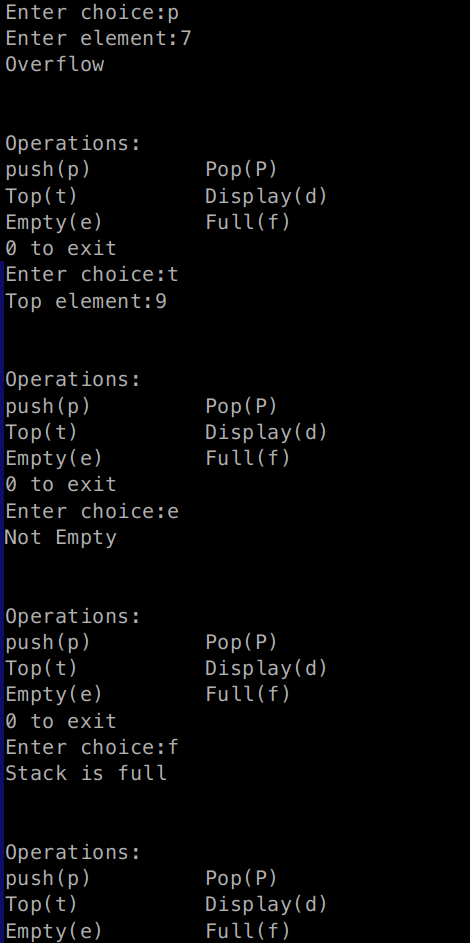 Enter choice:p
Enter element:7
Overflow
Operations:
push(p) Pop(P)
Top(t) Display(d)
Empty(e) Full(f)
0 to exit
Enter choice:t
Top element:9
Operations:
push(p) Pop(P)
Top(t) Display(d)
Empty(e) Full(f)
0 to exit
Enter choice:e
Not Empty
Operations:
push(p) Pop(P)
Top(t) Display(d)
Empty(e) Full(f)
0 to exit
Enter choice:f
Stack is full
Operations:
push(p) Pop(P)
Top(t) Display(d)
Empty(e) Full(f)